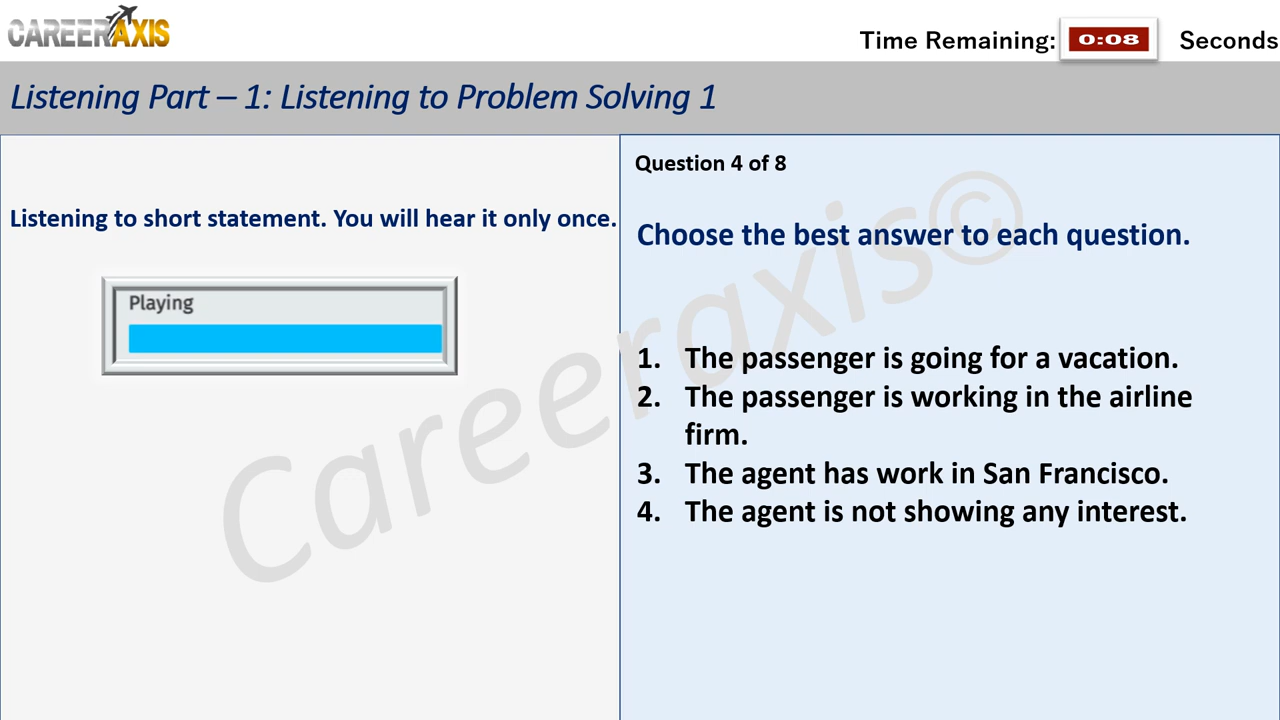 CAREERAXIS
Time Remaining: 0:08 Seconds
Listening Part – 1: Listening to Problem Solving 1
Listening to short statement. You will hear it only once.
Playing
Question 4 of 8
Choose the best answer to each question.
1. The passenger is going for a vacation.
2. The passenger is working in the airline
firm.
3. The agent has work in San Francisco.
4. The agent is not showing any interest.
Careeraxis©